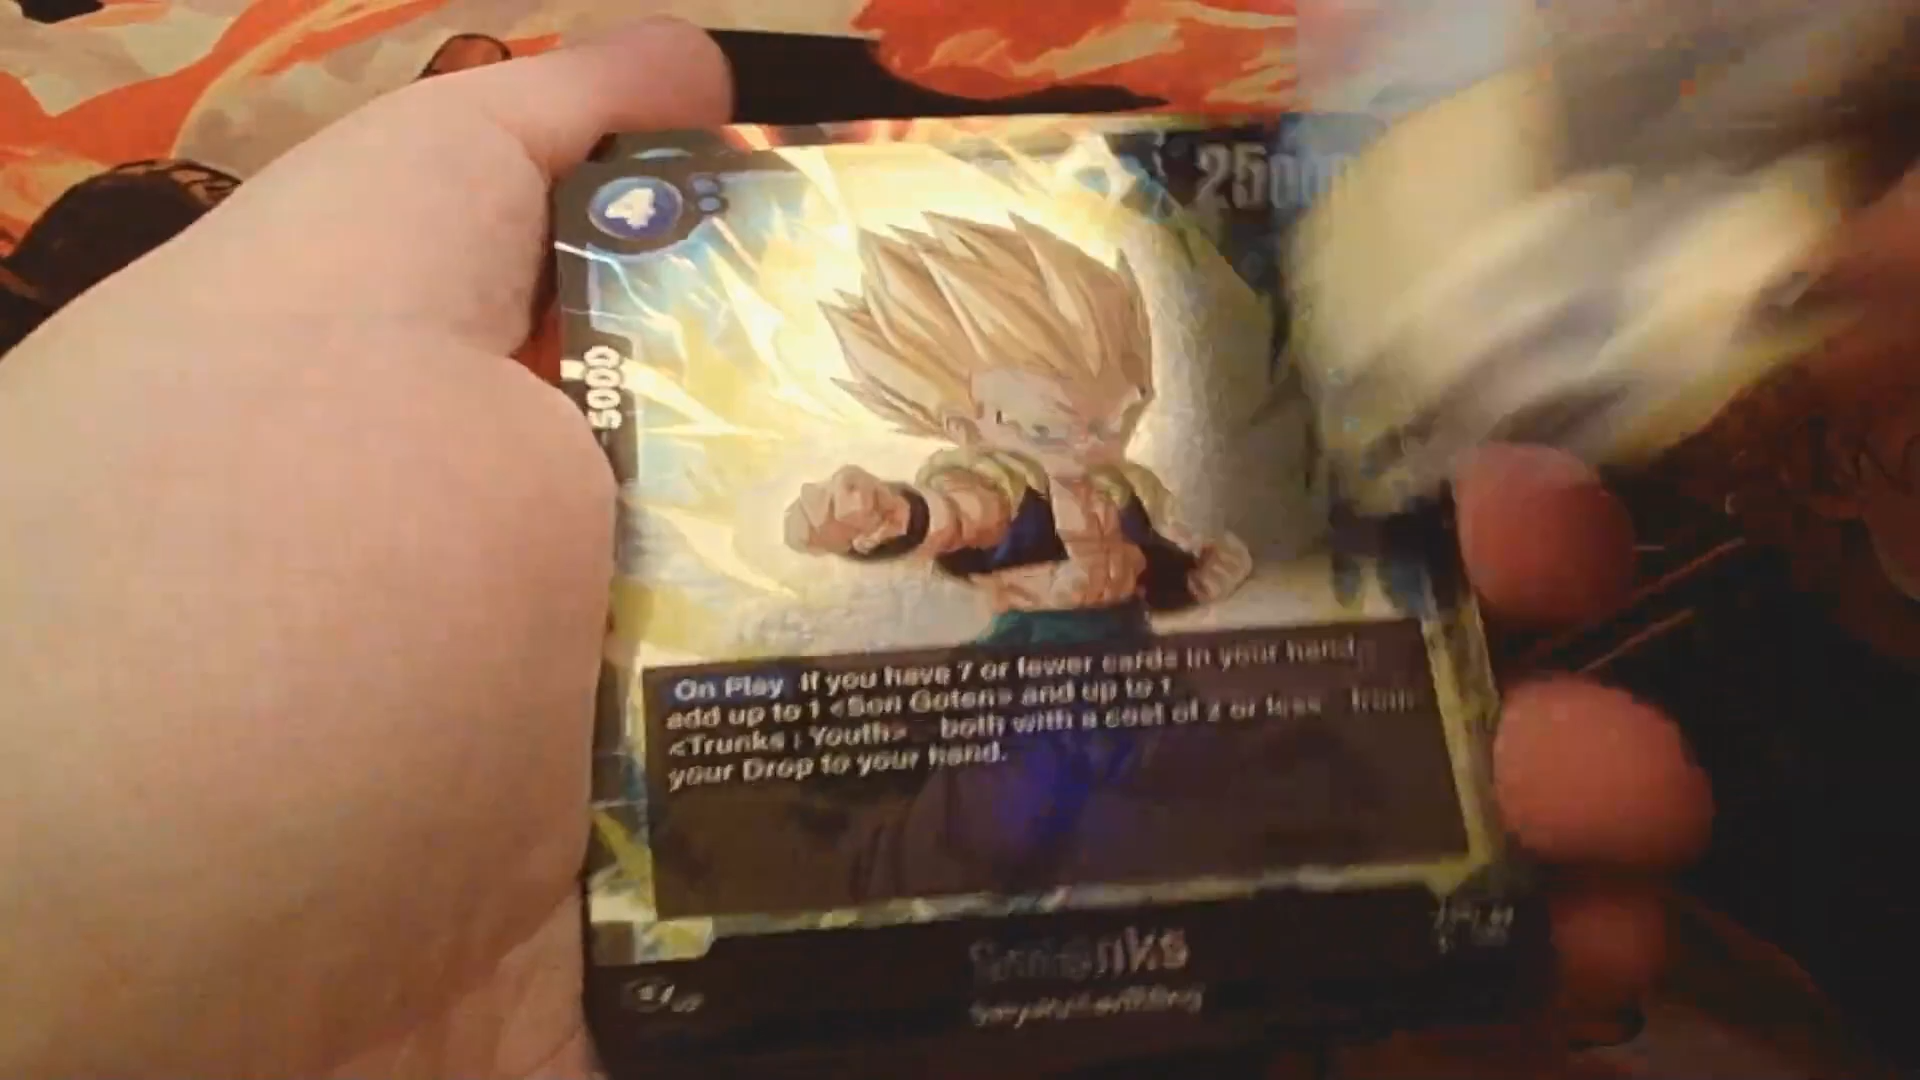 4
5000
On Play If you have 7 or fewer cards in your hand,
add up to 1 <Son Goten> and up to 1
<Trunks : Youth> both with a cost of 2 or less from
your Drop to your hand.
Gotenks